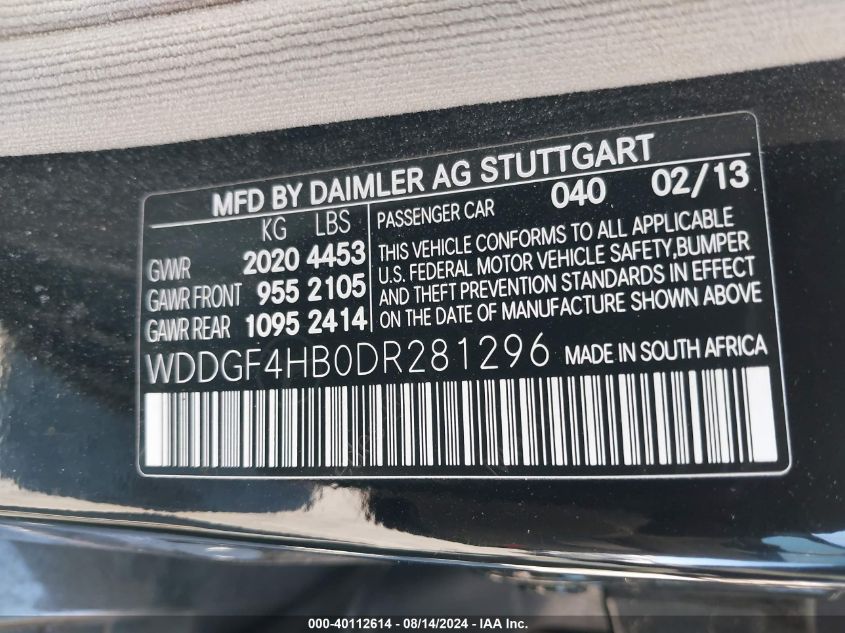 MFD BY DAIMLER AG STUTTGART
KG LBS
GVWR 2020 4453
GAWR FRONT 955 2105
GAWR REAR 1095 2414
PASSENGER CAR 040 02/13
THIS VEHICLE CONFORMS TO ALL APPLICABLE
U.S. FEDERAL MOTOR VEHICLE SAFETY,BUMPER
AND THEFT PREVENTION STANDARDS IN EFFECT
ON THE DATE OF MANUFACTURE SHOWN ABOVE
WDDGF4HB0DR281296 MADE IN SOUTH AFRICA
000-40112614 - 08/14/2024 - IAA Inc.